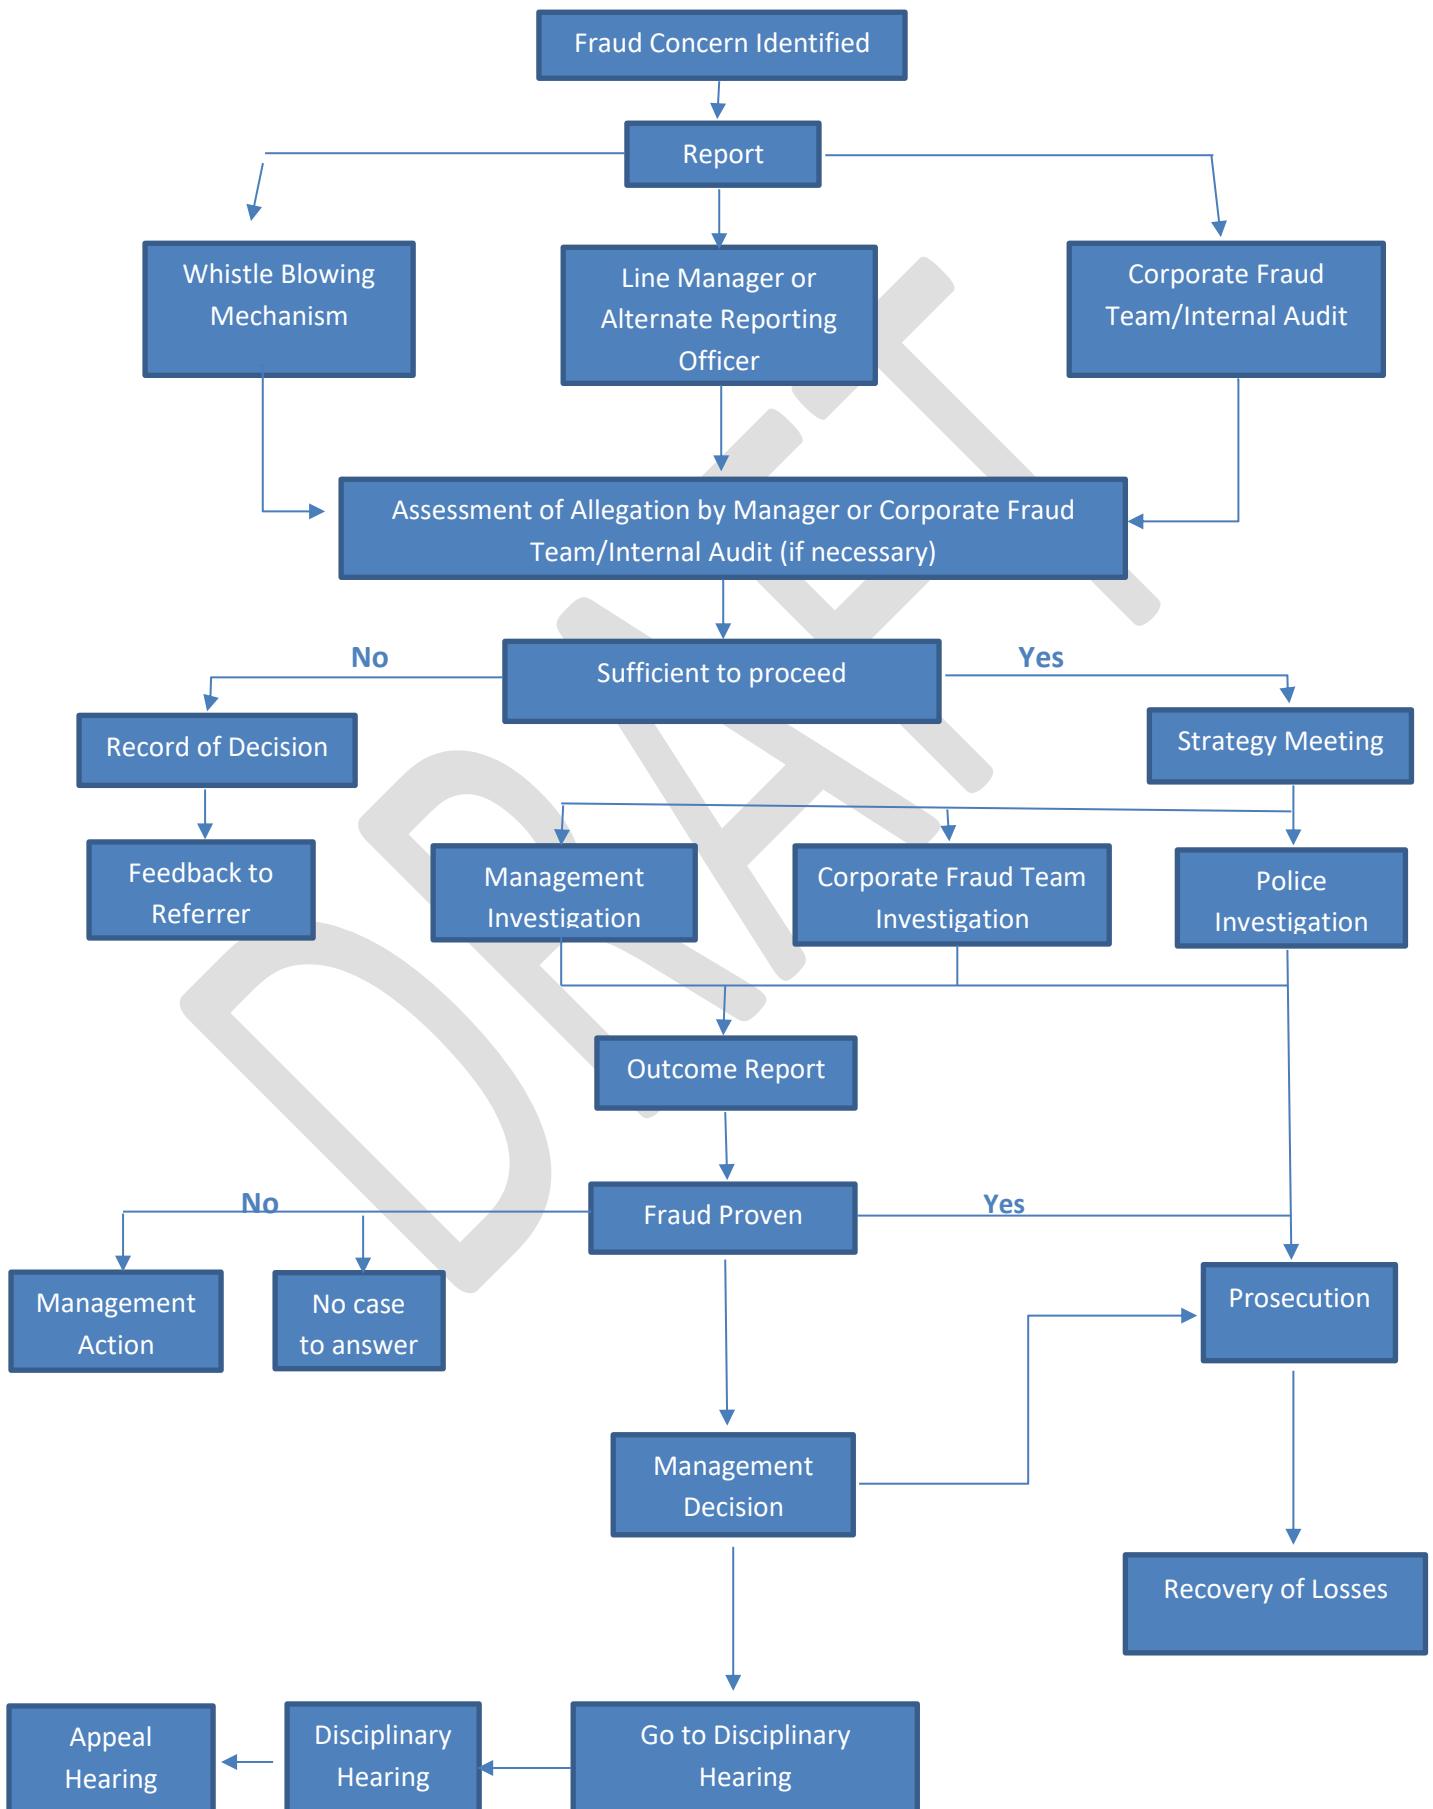 Fraud Concern Identified
Report
Whistle Blowing
Mechanism
Line Manager or
Alternate Reporting
Officer
Corporate Fraud
Team/Internal Audit
Assessment of Allegation by Manager or Corporate Fraud
Team/Internal Audit (if necessary)
No
Sufficient to proceed
Yes
Record of Decision
Strategy Meeting
Feedback to
Referrer
Management
Investigation
Corporate Fraud Team
Investigation
Police
Investigation
Outcome Report
No
Fraud Proven
Yes
Management
Action
No case
to answer
Prosecution
Management
Decision
Recovery of Losses
Appeal
Hearing
Disciplinary
Hearing
Go to Disciplinary
Hearing
DRAFT